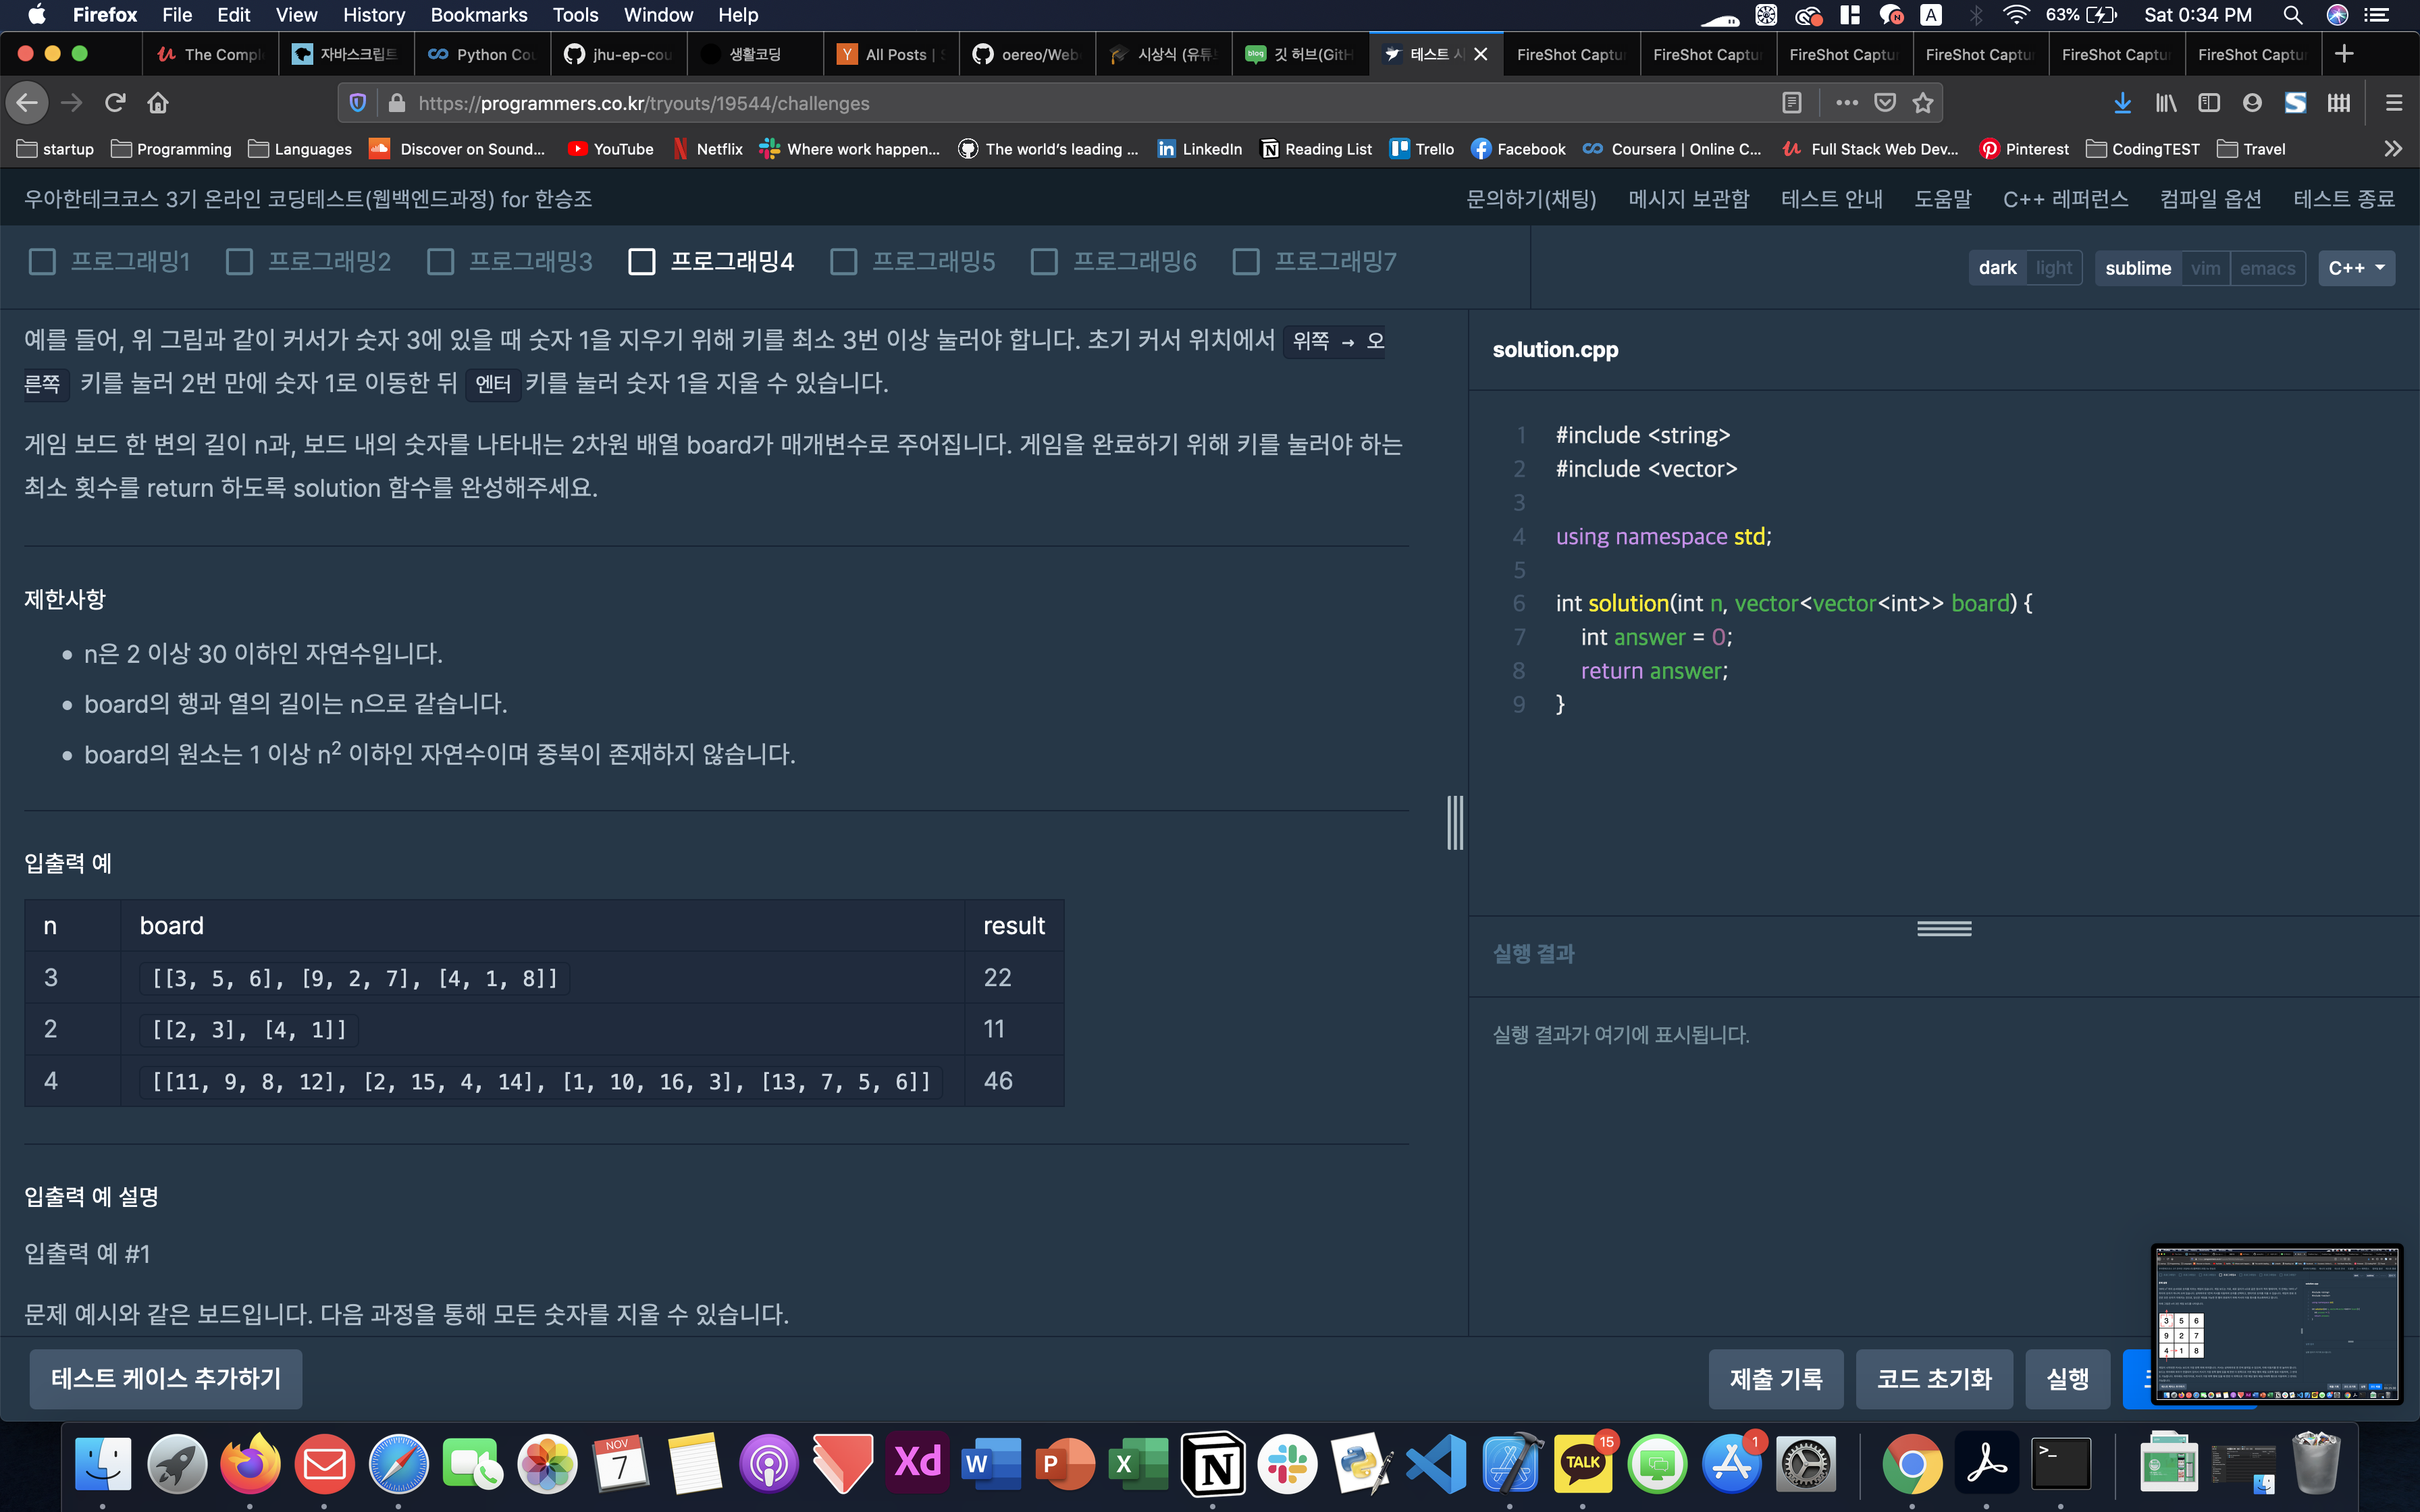 Firefox File Edit View History Bookmarks Tools Window Help
63% Sat 0:34 PM
The Compl
자바스크립트
Python Cou
jhu-ep-cou
생활코딩
All Posts |
oereo/Web
시상식 (유튜
깃 허브(GitH
테스트 시
FireShot Captu
FireShot Captu
FireShot Captu
FireShot Captu
FireShot Captu
FireShot Captu
https://programmers.co.kr/tryouts/19544/challenges
startup Programming Languages Discover on Sound... YouTube Netflix Where work happen... The world's leading ... LinkedIn Reading List Trello Facebook Coursera | Online C... Full Stack Web Dev... Pinterest CodingTEST Travel
우아한테크코스 3기 온라인 코딩테스트(웹백엔드과정) for 한승조
문의하기(채팅) 메시지 보관함 테스트 안내 도움말 C++ 레퍼런스 컴파일 옵션 테스트 종료
프로그래밍1 프로그래밍2 프로그래밍3 프로그래밍4 프로그래밍5 프로그래밍6 프로그래밍7
dark light sublime vim emacs C++
예를 들어, 위 그림과 같이 커서가 숫자 3에 있을 때 숫자 1을 지우기 위해 키를 최소 3번 이상 눌러야 합니다. 초기 커서 위치에서 위쪽 → 오
른쪽 키를 눌러 2번 만에 숫자 1로 이동한 뒤 엔터 키를 눌러 숫자 1을 지울 수 있습니다.
게임 보드 한 변의 길이 n과, 보드 내의 숫자를 나타내는 2차원 배열 board가 매개변수로 주어집니다. 게임을 완료하기 위해 키를 눌러야 하는
최소 횟수를 return 하도록 solution 함수를 완성해주세요.
제한사항
• n은 2 이상 30 이하인 자연수입니다.
• board의 행과 열의 길이는 n으로 같습니다.
• board의 원소는 1 이상 n² 이하인 자연수이며 중복이 존재하지 않습니다.
입출력 예
n board result
3 [[3, 5, 6], [9, 2, 7], [4, 1, 8]] 22
2 [[2, 3], [4, 1]] 11
4 [[11, 9, 8, 12], [2, 15, 4, 14], [1, 10, 16, 3], [13, 7, 5, 6]] 46
입출력 예 설명
입출력 예 #1
문제 예시와 같은 보드입니다. 다음 과정을 통해 모든 숫자를 지울 수 있습니다.
solution.cpp
1 #include <string>
2 #include <vector>
3
4 using namespace std;
5
6 int solution(int n, vector<vector<int>> board) {
7 int answer = 0;
8 return answer;
9 }
실행 결과
실행 결과가 여기에 표시됩니다.
테스트 케이스 추가하기
제출 기록 코드 초기화 실행
3 5 6
9 2 7
4 1 8
NOV
7
Xd
W
P
X
N
TALK
15
1